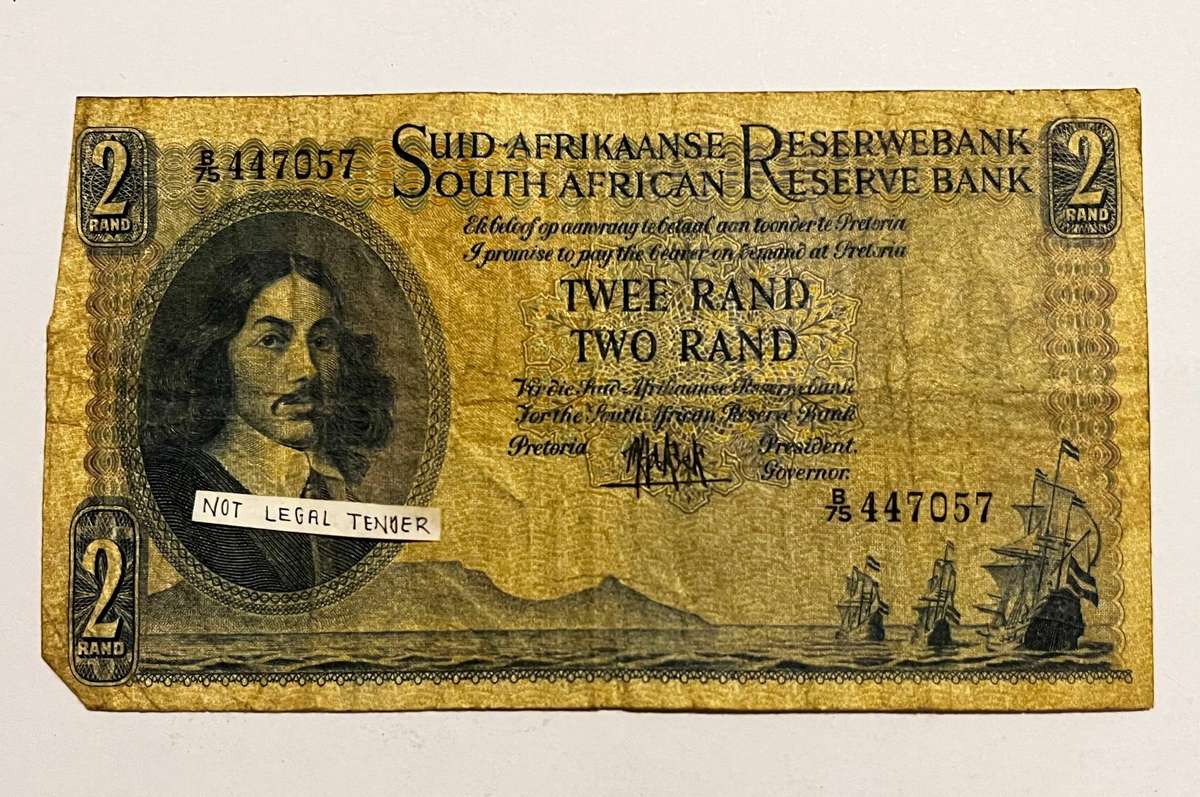 2
RAND
B/75 447057
SUID-AFRIKAANSE RESERWEBANK
SOUTH AFRICAN RESERVE BANK
2
RAND
Ek beloof op aanvraag te betaal aan toonder te Pretoria
I promise to pay the bearer on demand at Pretoria
TWEE RAND
TWO RAND
Vir die Suid-Afrikaanse Reserwebank
For the South African Reserve Bank
Pretoria President.
Governor.
B/75 447057
NOT LEGAL TENDER
2
RAND